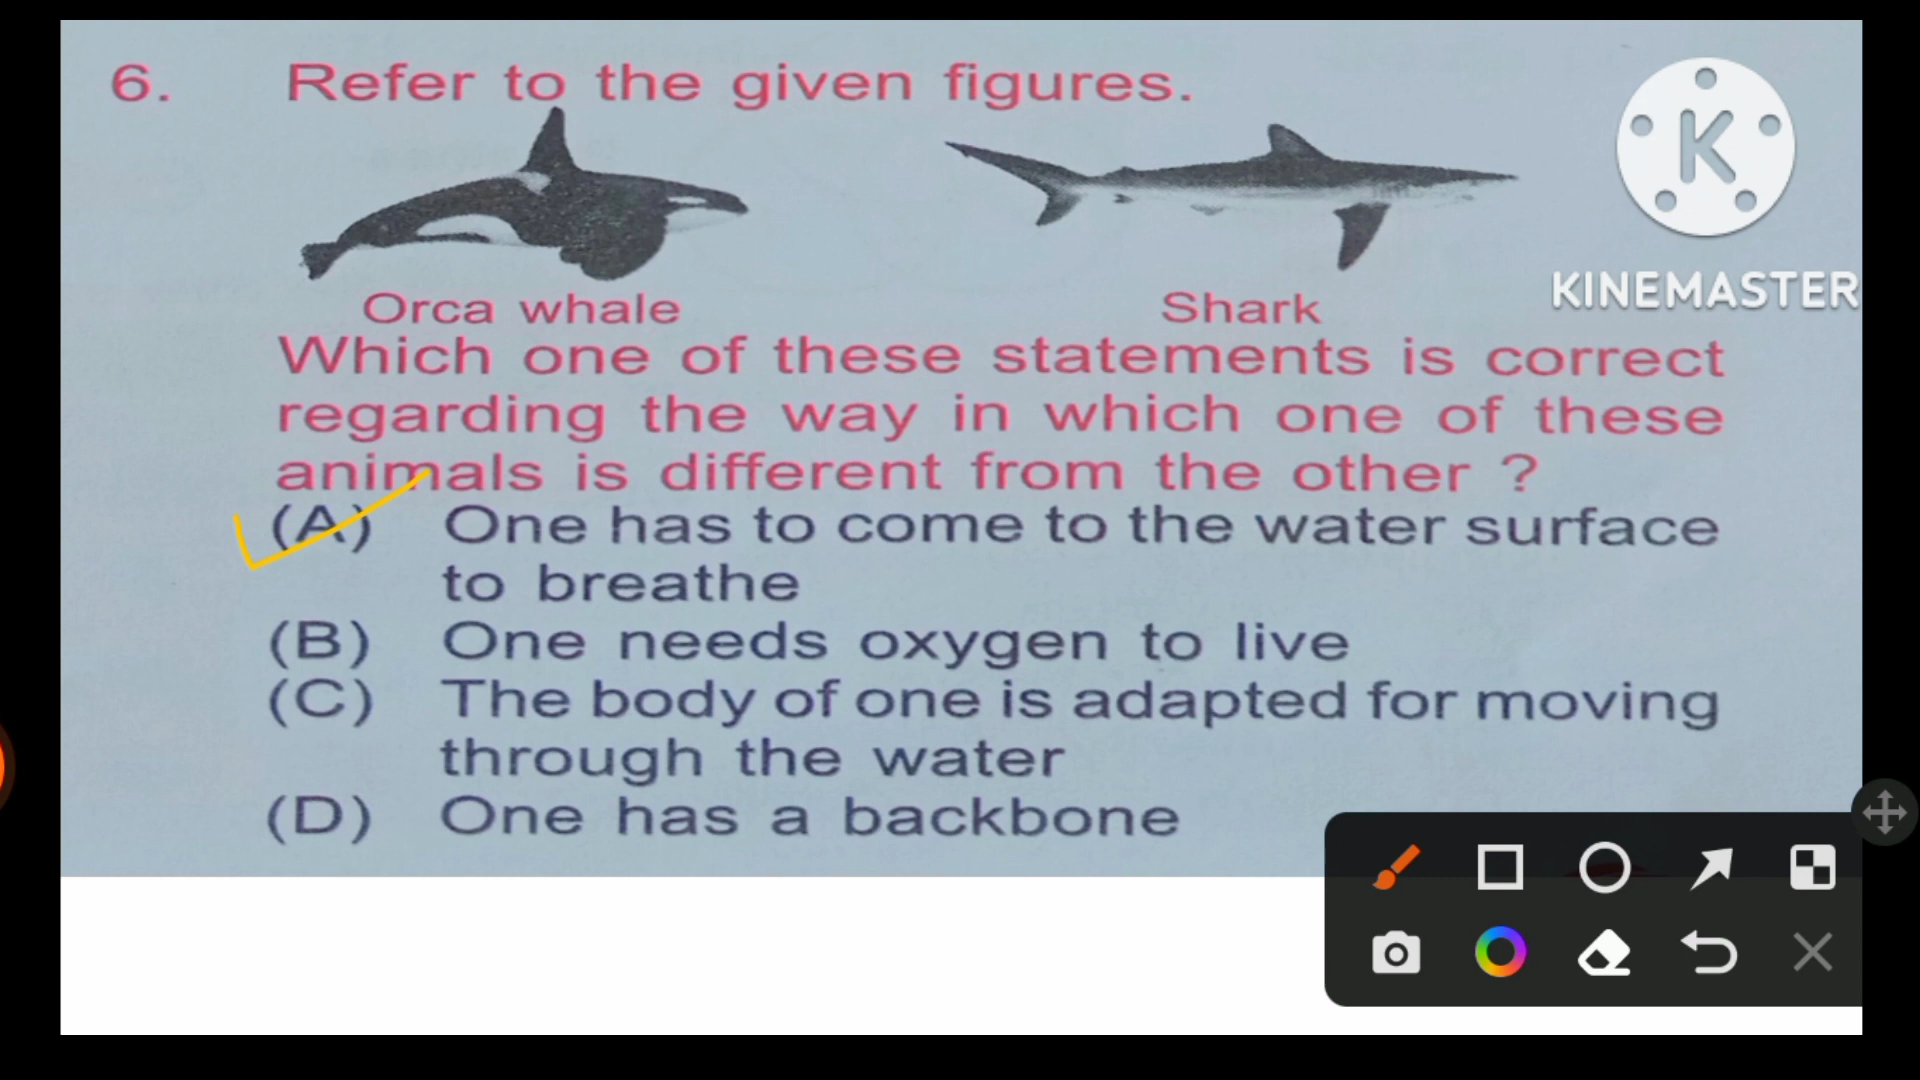 6. Refer to the given figures.
K
KINEMASTER
Orca whale Shark
Which one of these statements is correct
regarding the way in which one of these
animals is different from the other ?
(A) One has to come to the water surface
to breathe
(B) One needs oxygen to live
(C) The body of one is adapted for moving
through the water
(D) One has a backbone